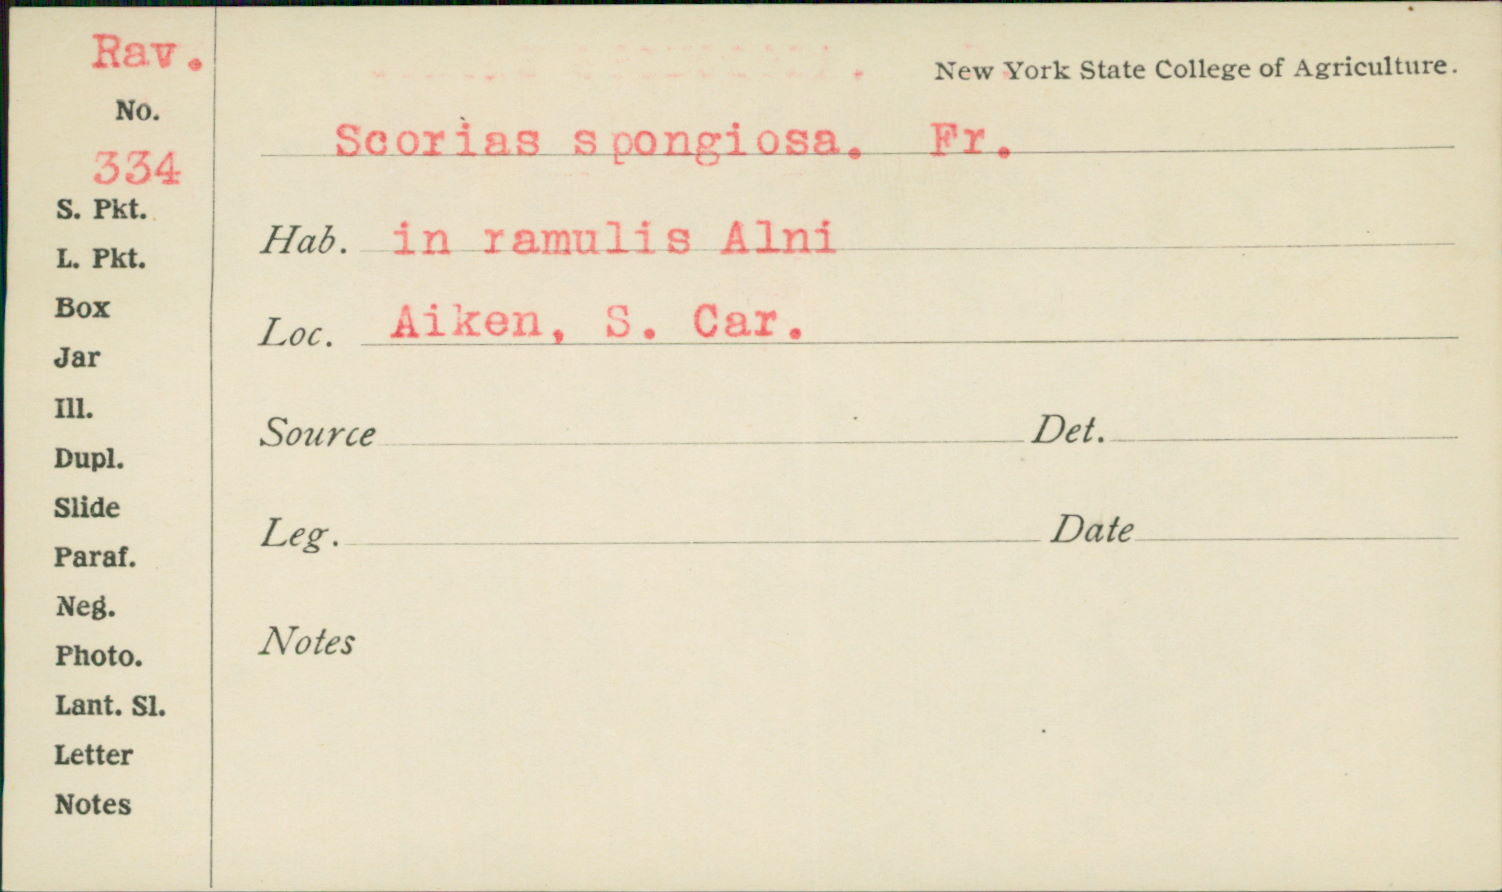 Rav.
No.
334
S. Pkt.
L. Pkt.
Box
Jar
Ill.
Dupl.
Slide
Paraf.
Neg.
Photo.
Lant. Sl.
Letter
Notes
New York State College of Agriculture.
Scorias spongiosa. Fr.
Hab. in ramulis Alni
Loc. Aiken, S. Car.
Source Det.
Leg. Date
Notes